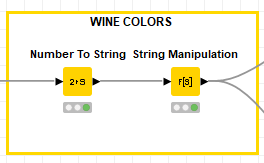 WINE COLORS
Number To String String Manipulation
2▸S f[S]